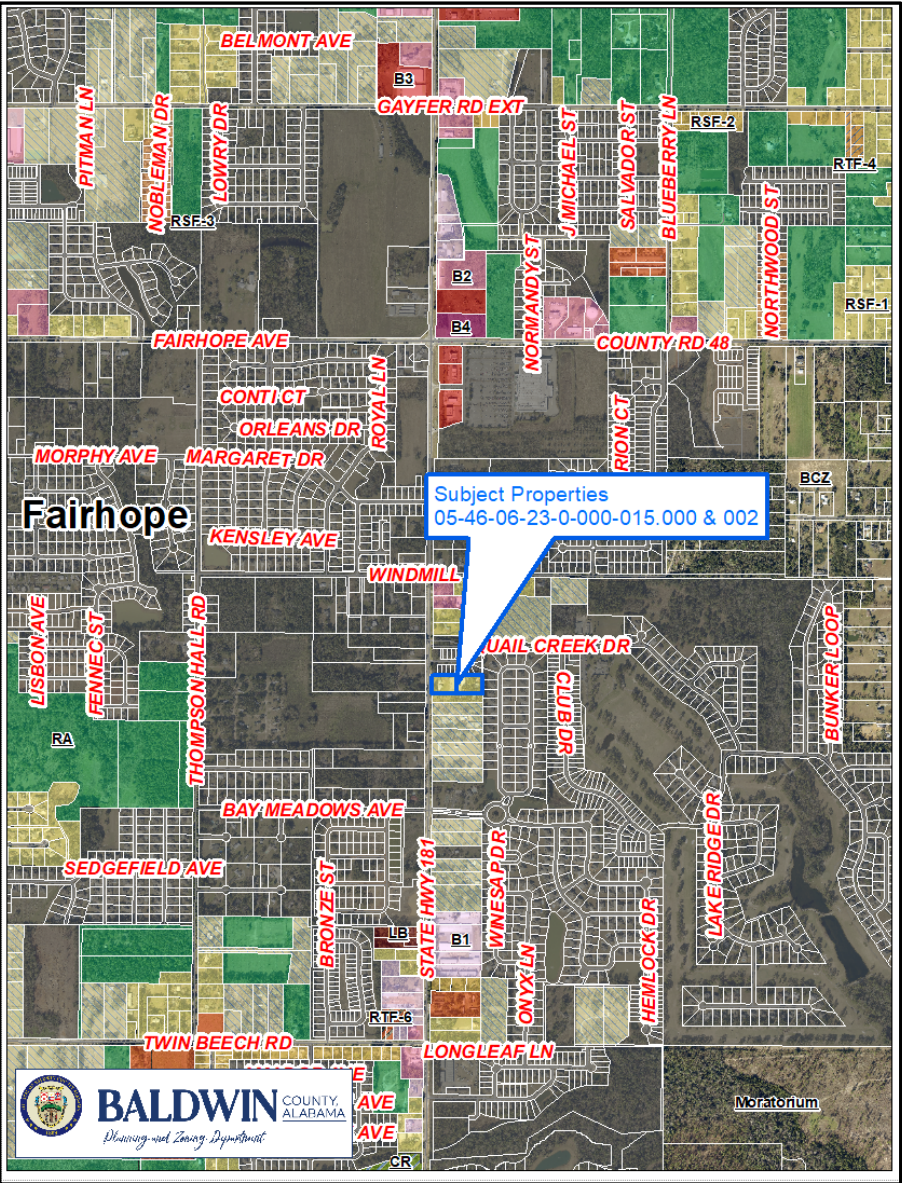 BELMONT AVE
B3
GAYFER RD EXT
PITMAN LN
NOBLEMAN DR
LOWRY DR
J MICHAEL ST
SALVADOR ST
BLUEBERRY LN
RSF-2
RTF-4
RSF-3
NORTHWOOD ST
NORMANDY ST
B2
RSF-1
B4
FAIRHOPE AVE
COUNTY RD 48
ROYAL LN
CONTI CT
ORLEANS DR
RION CT
MORPHY AVE
MARGARET DR
BCZ
Subject Properties
05-46-06-23-0-000-015.000 & 002
Fairhope
KENSLEY AVE
WINDMILL
LISBON AVE
FENNEC ST
THOMPSON HALL RD
UAIL CREEK DR
CLUB DR
BUNKER LOOP
RA
BAY MEADOWS AVE
LAKE RIDGE DR
SEDGEFIELD AVE
BRONZE ST
STATE HWY 181
WINESAP DR
LB
B1
ONYX LN
HEMLOCK DR
RTF-6
TWIN BEECH RD
LONGLEAF LN
E
AVE
AVE
Moratorium
CR
BALDWIN COUNTY, ALABAMA
Planning and Zoning Department